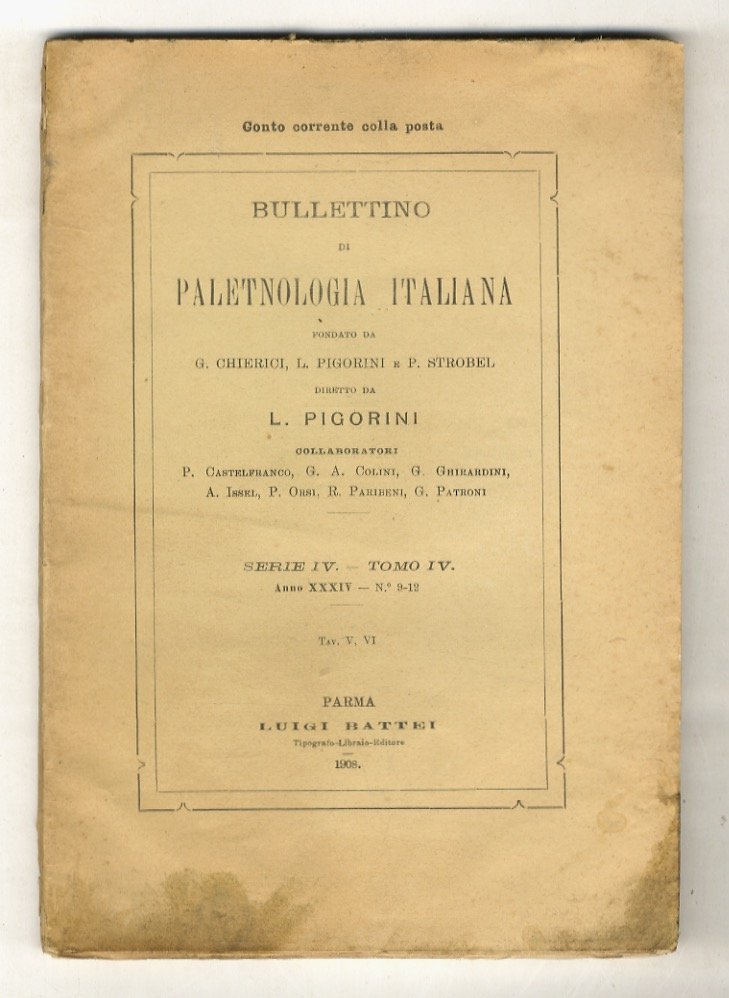 Conto corrente colla posta
BULLETTINO
DI
PALETNOLOGIA ITALIANA
FONDATO DA
G. CHIERICI, L. PIGORINI E P. STROBEL
DIRETTO DA
L. PIGORINI
COLLABORATORI
P. CASTELFRANCO, G. A. COLINI, G. GHIRARDINI,
A. ISSEL, P. ORSI, R. PARIBENI, G. PATRONI
SERIE IV. — TOMO IV.
Anno XXXIV — N.° 9-12
TAV. V, VI
PARMA
LUIGI BATTEI
Tipografo-Libraio-Editore
1908.